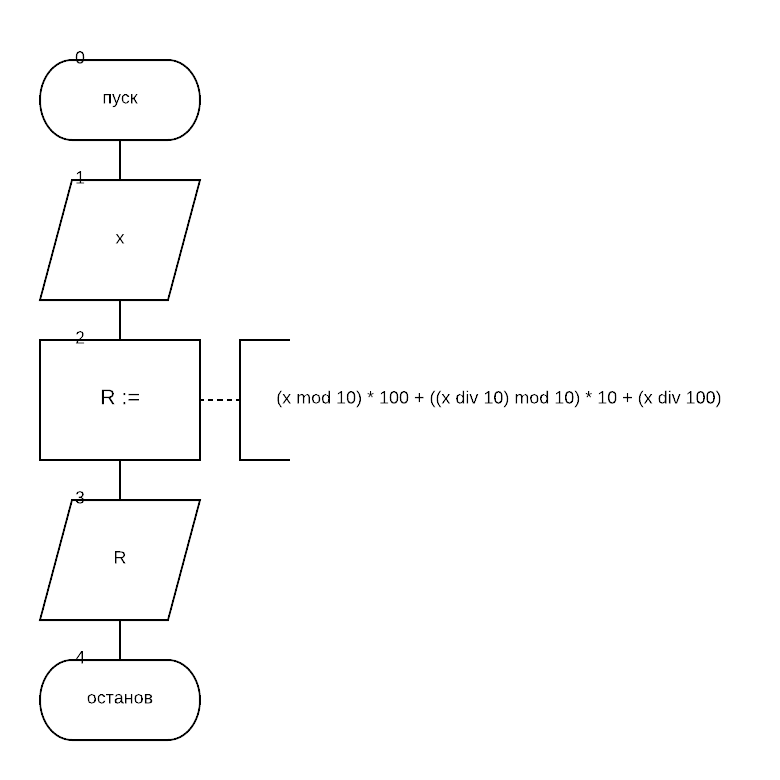 0
пуск
1
x
2
R :=
(x mod 10) * 100 + ((x div 10) mod 10) * 10 + (x div 100)
3
R
4
останов